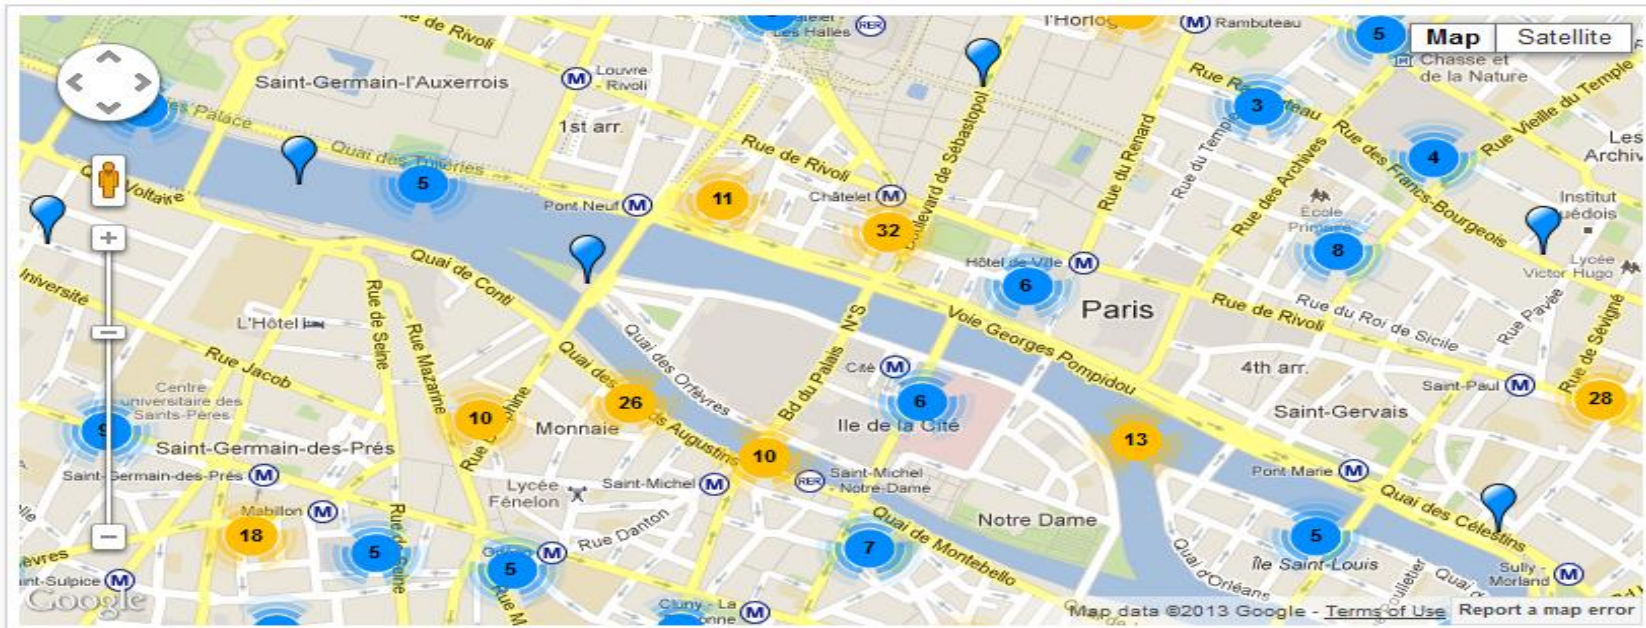 Rue de Rivoli
Les Halles
RER
l'Horlog
M
Rambuteau
5
Map
Satellite
Chasse et
de la Nature
Saint-Germain-l'Auxerrois
M
Louvre
- Rivoli
3
Rue Vieille du Temple
1st arr.
Quai des Tuileries
Rue de Rivoli
Boulevard de Sébastopol
Rue du Renard
Rue du Temple
Rue des Archives
Rue des Francs-Bourgeois
4
Les
Archiv
Voltaire
5
Pont Neuf
M
11
Châtelet
M
32
École
Institut
8
Hôtel de Ville
M
6
Lycée
Victor Hugo
Quai de Conti
Université
L'Hôtel
Rue de Seine
Rue Mazarine
Paris
Rue de Rivoli
Rue du Roi de Sicile
Rue Pavée
Rue de Sévigné
Voie Georges Pompidou
Bd du Palais
N°S
Quai des Orfèvres
Rue Jacob
Cité
M
4th arr.
Saint-Paul
M
28
Centre
universitaire des
Saints-Pères
9
10
26
Monnaie
Quai des
Augustins
6
Ile de la Cité
13
Saint-Gervais
Saint-Germain-des-Prés
Saint-Germain-des-Prés
M
10
RER
Saint-Michel
- Notre-Dame
Saint-Michel
M
Lycée
Fénelon
Pont Marie
M
Quai des Célestins
Mabillon
M
18
5
5
M
Rue Danton
7
Quai de Montebello
Notre Dame
5
Île Saint-Louis
Quai d'Orléans
Sully -
Morland
M
nt-Sulpice
M
Google
Cluny - La
M
Map data ©2013 Google - Terms of Use
Report a map error